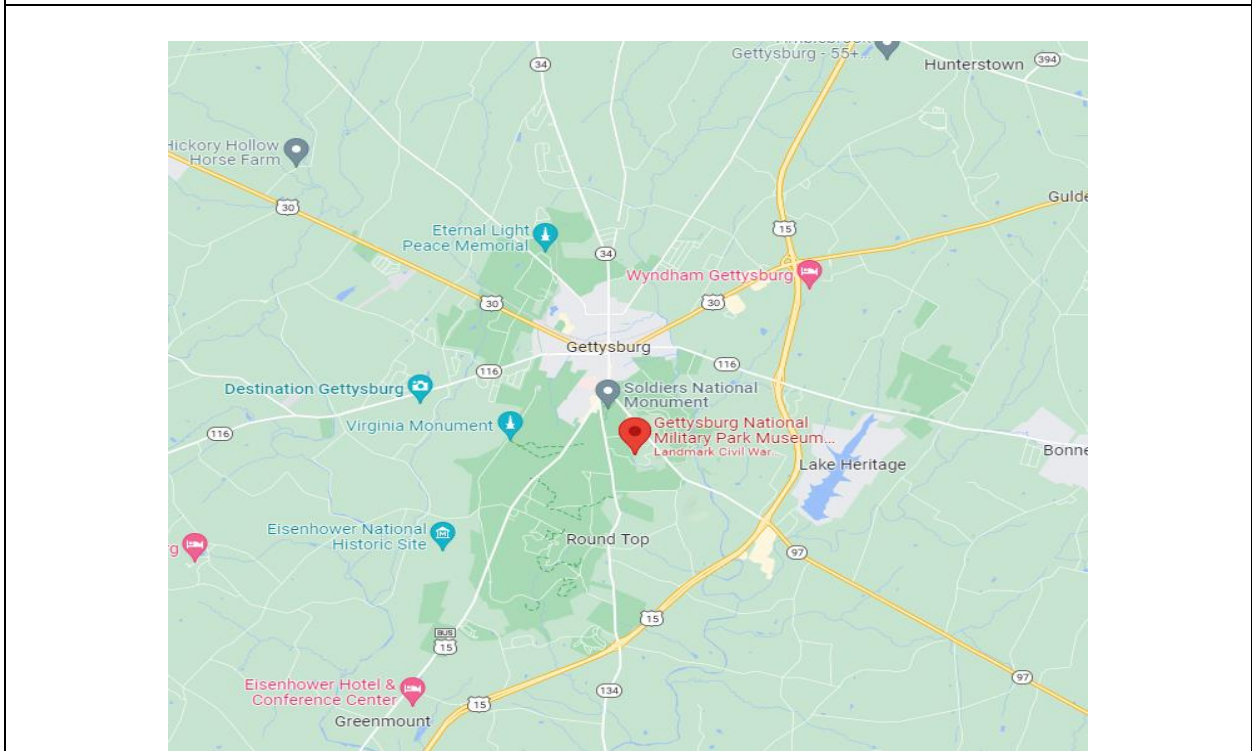 Gettysburg - 55+...
34
Hunterstown
394
Hickory Hollow
Horse Farm
30
Gulde
15
Eternal Light
Peace Memorial
34
Wyndham Gettysburg
30
30
Gettysburg
116
116
Destination Gettysburg
Soldiers National
Monument
Virginia Monument
116
Gettysburg National
Military Park Museum...
Landmark Civil War...
Lake Heritage
Bonne
Eisenhower National
Historic Site
Round Top
g
97
15
BUS
15
97
Eisenhower Hotel &
Conference Center
134
15
Greenmount